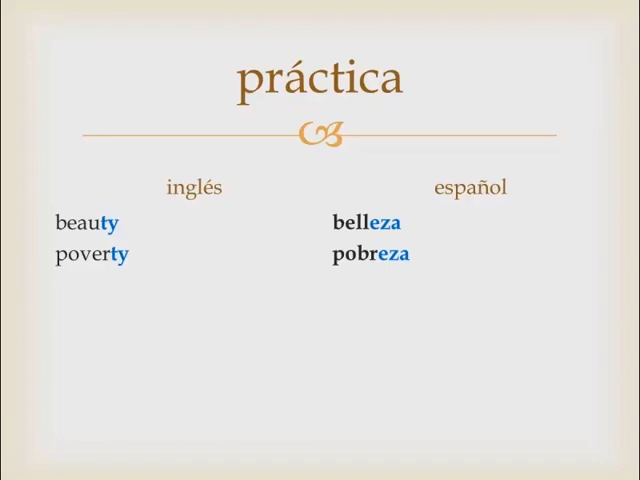 práctica
inglés español
beauty belleza
poverty pobreza